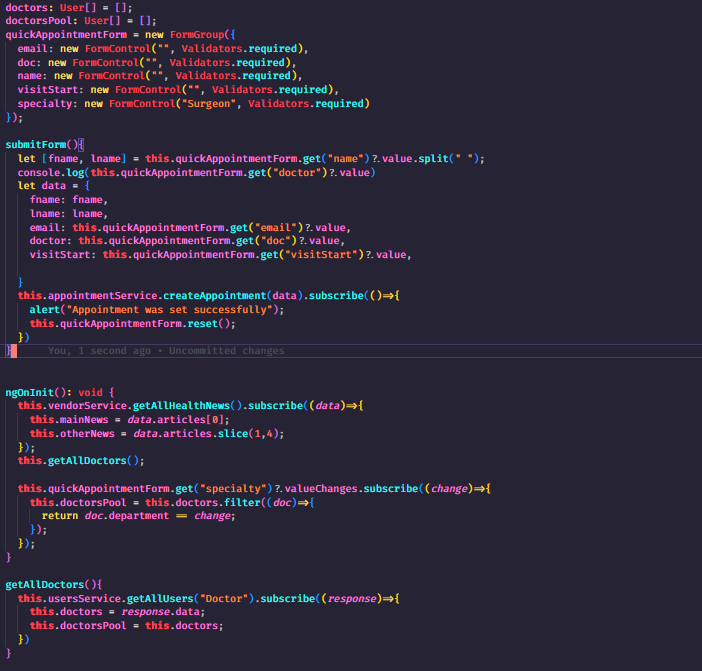 doctors: User[] = [];
doctorsPool: User[] = [];
quickAppointmentForm = new FormGroup({
  email: new FormControl("", Validators.required),
  doc: new FormControl("", Validators.required),
  name: new FormControl("", Validators.required),
  visitStart: new FormControl("", Validators.required),
  specialty: new FormControl("Surgeon", Validators.required)
});
submitForm(){
  let [fname, lname] = this.quickAppointmentForm.get("name")?.value.split(" ");
  console.log(this.quickAppointmentForm.get("doctor")?.value)
  let data = {
    fname: fname,
    lname: lname,
    email: this.quickAppointmentForm.get("email")?.value,
    doctor: this.quickAppointmentForm.get("doc")?.value,
    visitStart: this.quickAppointmentForm.get("visitStart")?.value,
  }
  this.appointmentService.createAppointment(data).subscribe(()=>{
    alert("Appointment was set successfully");
    this.quickAppointmentForm.reset();
  })
} You, 1 second ago • Uncommitted changes
ngOnInit(): void {
  this.vendorService.getAllHealthNews().subscribe((data)=>{
    this.mainNews = data.articles[0];
    this.otherNews = data.articles.slice(1,4);
  });
  this.getAllDoctors();
  this.quickAppointmentForm.get("specialty")?.valueChanges.subscribe((change)=>{
    this.doctorsPool = this.doctors.filter((doc)=>{
      return doc.department == change;
    });
  });
}
getAllDoctors(){
  this.usersService.getAllUsers("Doctor").subscribe((response)=>{
    this.doctors = response.data;
    this.doctorsPool = this.doctors;
  })
}